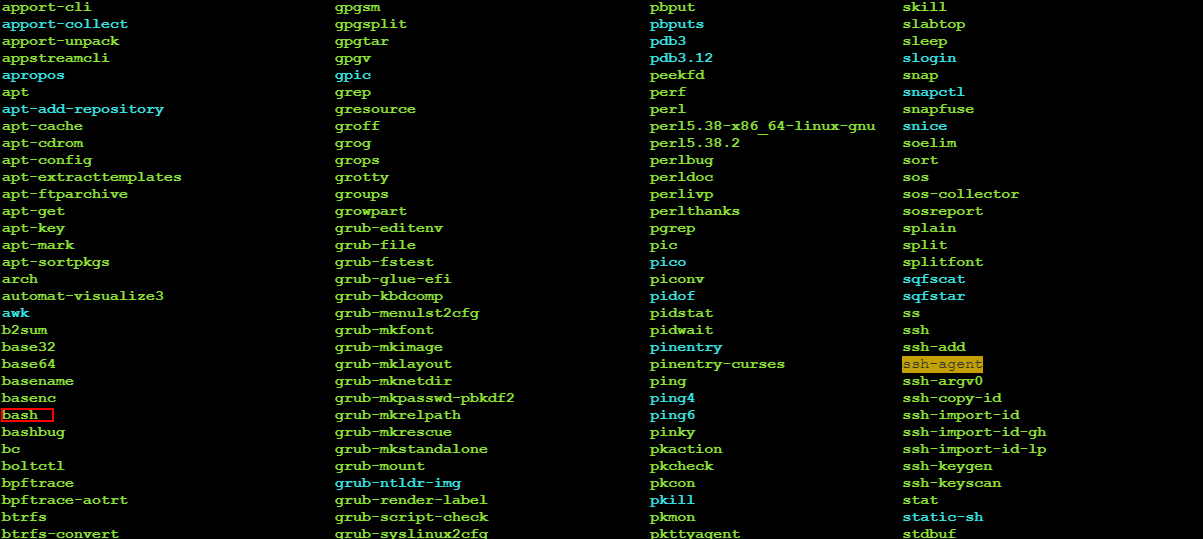 apport-cli gpgsm pbput skill
apport-collect gpgsplit pbputs slabtop
apport-unpack gpgtar pdb3 sleep
appstreamcli gpgv pdb3.12 slogin
apropos gpic peekfd snap
apt grep perf snapctl
apt-add-repository gresource perl snapfuse
apt-cache groff perl5.38-x86_64-linux-gnu snice
apt-cdrom grog perl5.38.2 soelim
apt-config grops perlbug sort
apt-extracttemplates grotty perldoc sos
apt-ftparchive groups perlivp sos-collector
apt-get growpart perlthanks sosreport
apt-key grub-editenv pgrep splain
apt-mark grub-file pic split
apt-sortpkgs grub-fstest pico splitfont
arch grub-glue-efi piconv sqfscat
automat-visualize3 grub-kbdcomp pidof sqfstar
awk grub-menulst2cfg pidstat ss
b2sum grub-mkfont pidwait ssh
base32 grub-mkimage pinentry ssh-add
base64 grub-mklayout pinentry-curses ssh-agent
basename grub-mknetdir ping ssh-argv0
basenc grub-mkpasswd-pbkdf2 ping4 ssh-copy-id
bash grub-mkrelpath ping6 ssh-import-id
bashbug grub-mkrescue pinky ssh-import-id-gh
bc grub-mkstandalone pkaction ssh-import-id-lp
boltctl grub-mount pkcheck ssh-keygen
bpftrace grub-ntldr-img pkcon ssh-keyscan
bpftrace-aotrt grub-render-label pkill stat
btrfs grub-script-check pkmon static-sh
btrfs-convert grub-syslinux2cfg pkttyagent stdbuf